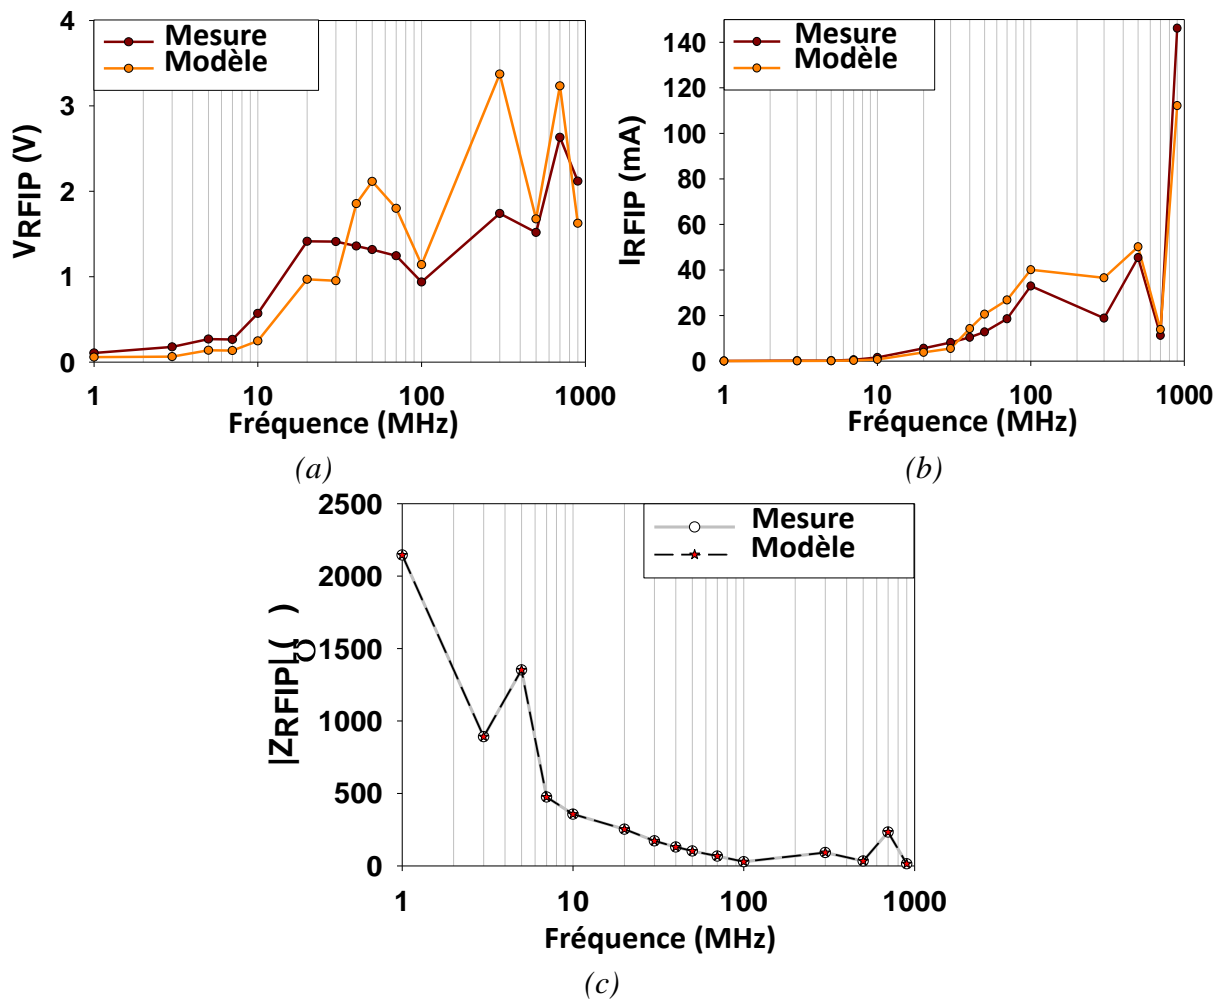 4
3
2
1
0
VRFIP (V)
Mesure
Modèle
1 10 100 1000
Fréquence (MHz)
(a)
140
120
100
80
60
40
20
0
IRFIP (mA)
Mesure
Modèle
1 10 100 1000
Fréquence (MHz)
(b)
2500
2000
1500
1000
500
0
|ZRFIP| (Ω)
Mesure
Modèle
1 10 100 1000
Fréquence (MHz)
(c)